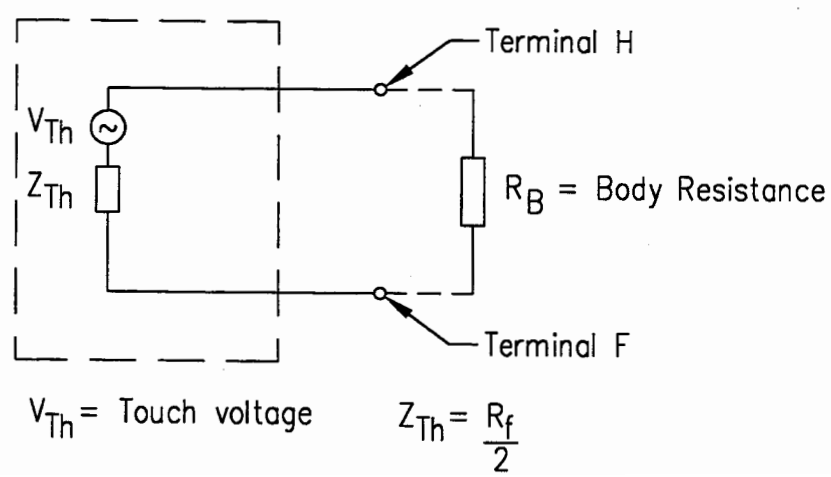 Terminal H
V_Th
Z_Th
R_B = Body Resistance
Terminal F
V_Th = Touch voltage
Z_Th = R_f/2